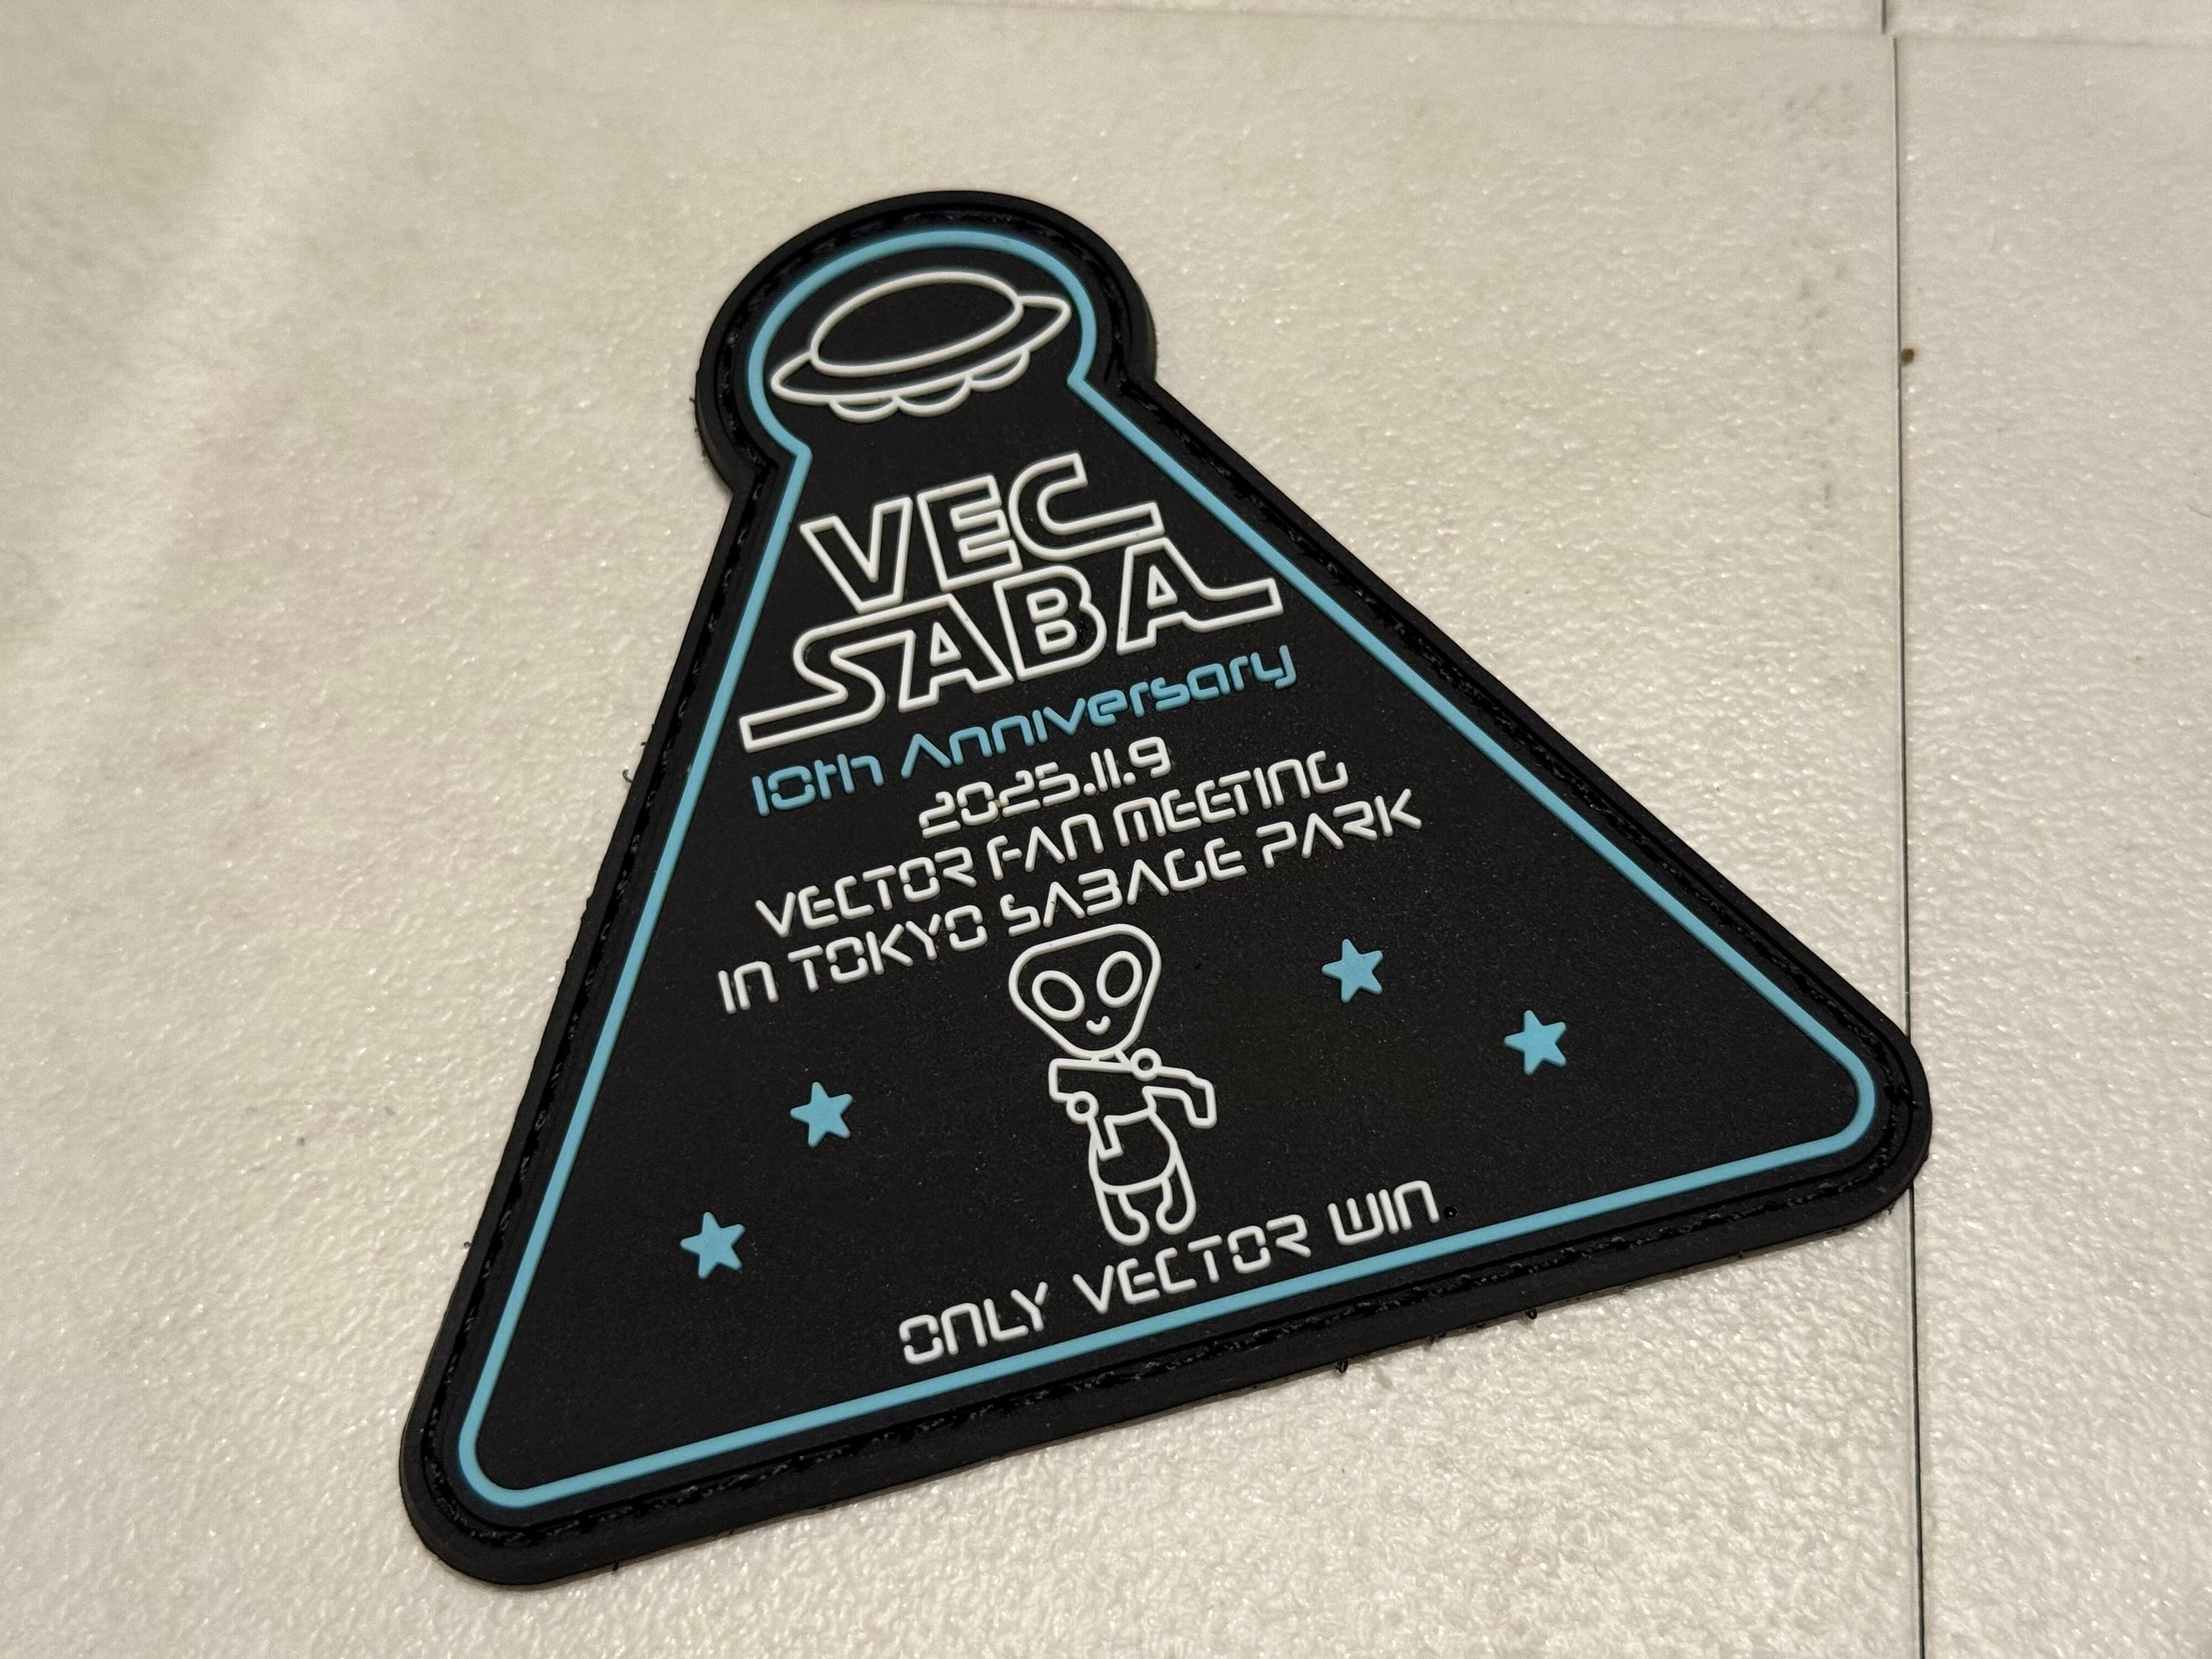 VEC
SABA
10th Anniversary
2025.11.9
VECTOR FAN MEETING
IN TOKYO SABAGE PARK
ONLY VECTOR WIN.